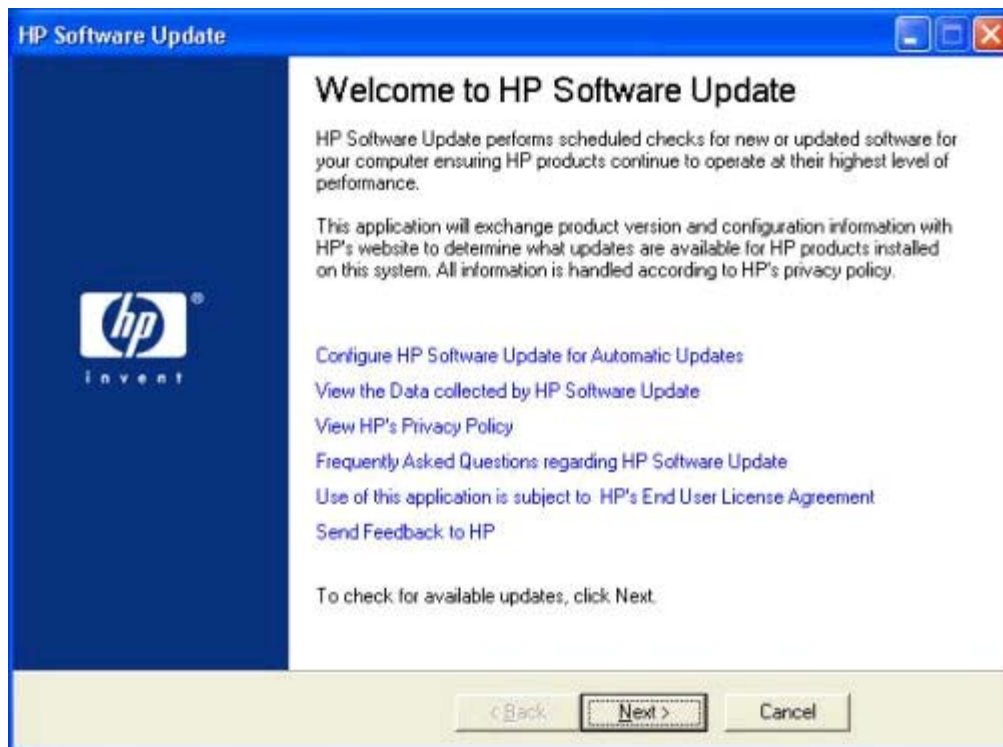 HP Software Update
Welcome to HP Software Update
HP Software Update performs scheduled checks for new or updated software for
your computer ensuring HP products continue to operate at their highest level of
performance.
This application will exchange product version and configuration information with
HP's website to determine what updates are available for HP products installed
on this system. All information is handled according to HP's privacy policy.
hp ®
invent
Configure HP Software Update for Automatic Updates
View the Data collected by HP Software Update
View HP's Privacy Policy
Frequently Asked Questions regarding HP Software Update
Use of this application is subject to HP's End User License Agreement
Send Feedback to HP
To check for available updates, click Next.
< Back
Next >
Cancel